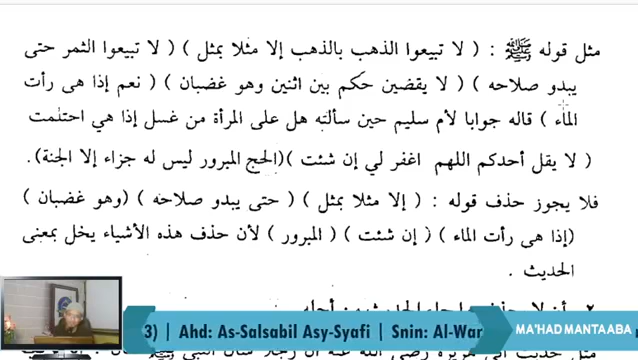 مثل قوله ﷺ : ( لا تبيعوا الذهب بالذهب إلا مثلا بمثل ) ( لا تبيعوا الثمر حتى
يبدو صلاحه ) ( لا يقضين حكم بين اثنين وهو غضبان ) ( نعم إذا هى رأت
الماء ) قاله جوابا لأم سليم حين سألته هل على المرأة من غسل إذا هي احتلمت
( لا يقل أحدكم اللهم اغفر لي إن شئت )(الحج المبرور ليس له جزاء إلا الجنة).
فلا يجوز حذف قوله : ( إلا مثلا بمثل ) ( حتى يبدو صلاحه ) (وهو غضبان )
(إذا هى رأت الماء ) ( إن شئت ) ( المبرور ) لأن حذف هذه الأشياء يخل بمعنى
الحديث .
3) | Ahd: As-Salsabil Asy-Syafi | Snin: Al-War
MA'HAD MANTAABA